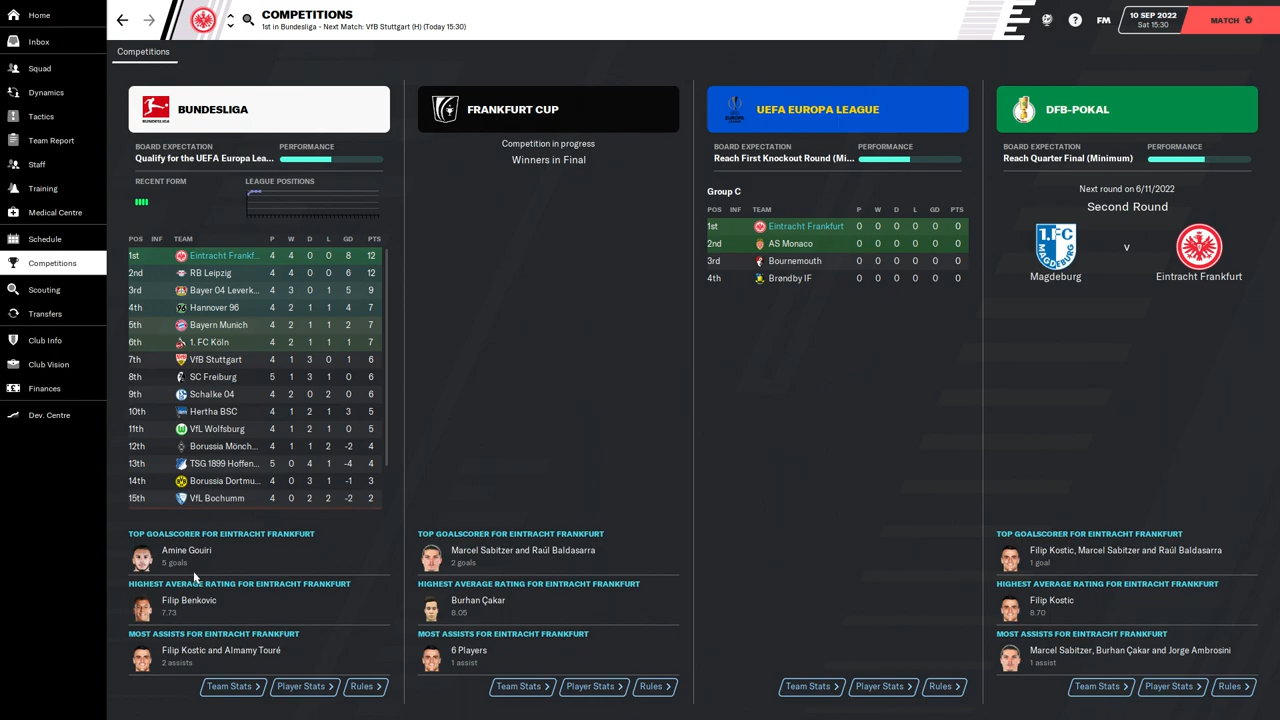 Home
Inbox
Squad
Dynamics
Tactics
Team Report
Staff
Training
Medical Centre
Schedule
Competitions
Scouting
Transfers
Club Info
Club Vision
Finances
Dev. Centre
COMPETITIONS
1st in Bundesliga - Next Match: VfB Stuttgart (H) (Today 15:30)
?
FM
10 SEP 2022
Sat 15:30
MATCH
Competitions
BUNDESLIGA
BOARD EXPECTATION PERFORMANCE
Qualify for the UEFA Europa Lea...
RECENT FORM LEAGUE POSITIONS
POS INF TEAM P W D L GD PTS
1st Eintracht Frankf... 4 4 0 0 8 12
2nd RB Leipzig 4 4 0 0 6 12
3rd Bayer 04 Leverk... 4 3 0 1 5 9
4th Hannover 96 4 2 1 1 4 7
5th Bayern Munich 4 2 1 1 2 7
6th 1. FC Köln 4 2 1 1 1 7
7th VfB Stuttgart 4 1 3 0 1 6
8th SC Freiburg 5 1 3 1 0 6
9th Schalke 04 4 2 0 2 0 6
10th Hertha BSC 4 1 2 1 3 5
11th VfL Wolfsburg 4 1 2 1 0 5
12th Borussia Mönch... 4 1 1 2 -2 4
13th TSG 1899 Hoffen... 5 0 4 1 -4 4
14th Borussia Dortmu... 4 0 3 1 -1 3
15th VfL Bochumm 4 0 2 2 -2 2
TOP GOALSCORER FOR EINTRACHT FRANKFURT
Amine Gouiri
5 goals
HIGHEST AVERAGE RATING FOR EINTRACHT FRANKFURT
Filip Benkovic
7.73
MOST ASSISTS FOR EINTRACHT FRANKFURT
Filip Kostic and Almamy Touré
2 assists
Team Stats > Player Stats > Rules >
FRANKFURT CUP
Competition in progress
Winners in Final
TOP GOALSCORER FOR EINTRACHT FRANKFURT
Marcel Sabitzer and Raúl Baldasarra
2 goals
HIGHEST AVERAGE RATING FOR EINTRACHT FRANKFURT
Burhan Çakar
8.05
MOST ASSISTS FOR EINTRACHT FRANKFURT
6 Players
1 assist
Team Stats > Player Stats > Rules >
UEFA EUROPA LEAGUE
BOARD EXPECTATION PERFORMANCE
Reach First Knockout Round (Mi...
Group C
POS INF TEAM P W D L GD PTS
1st Eintracht Frankfurt 0 0 0 0 0 0
2nd AS Monaco 0 0 0 0 0 0
3rd Bournemouth 0 0 0 0 0 0
4th Brøndby IF 0 0 0 0 0 0
Team Stats > Player Stats > Rules >
DFB-POKAL
BOARD EXPECTATION PERFORMANCE
Reach Quarter Final (Minimum)
Next round on 6/11/2022
Second Round
v
Magdeburg Eintracht Frankfurt
TOP GOALSCORER FOR EINTRACHT FRANKFURT
Filip Kostic, Marcel Sabitzer and Raúl Baldasarra
1 goal
HIGHEST AVERAGE RATING FOR EINTRACHT FRANKFURT
Filip Kostic
8.70
MOST ASSISTS FOR EINTRACHT FRANKFURT
Marcel Sabitzer, Burhan Çakar and Jorge Ambrosini
1 assist
Team Stats > Player Stats > Rules >